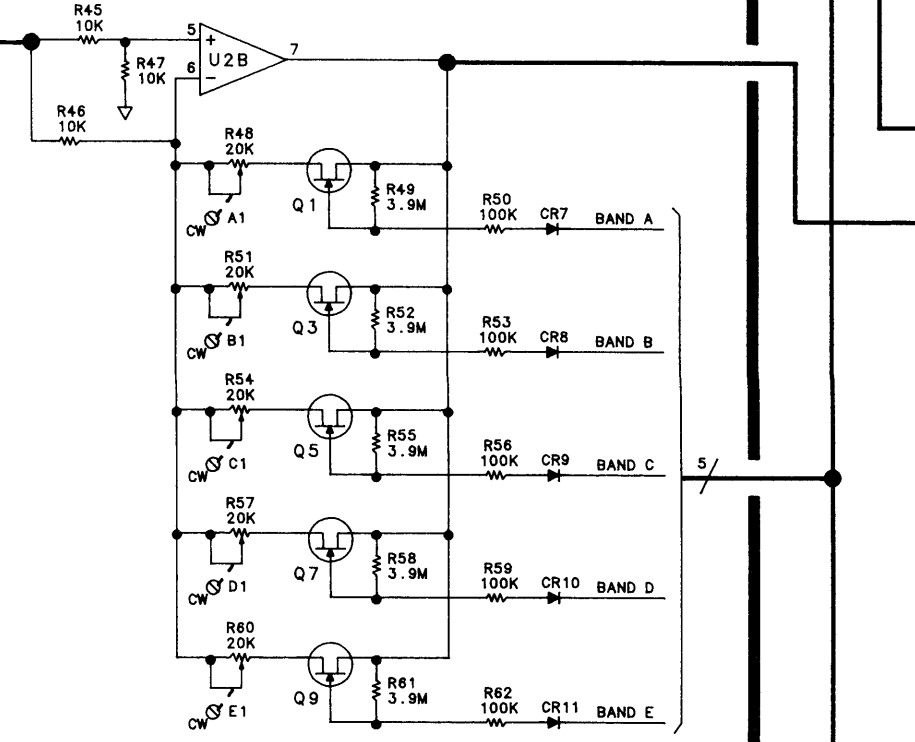 R45
10K
5
+
U2B
7
R47
10K
6
−
R46
10K
R48
20K
Q1
R49
3.9M
A1
CW
R50
100K
CR7
BAND A
R51
20K
Q3
R52
3.9M
B1
CW
R53
100K
CR8
BAND B
R54
20K
Q5
R55
3.9M
C1
CW
R56
100K
CR9
BAND C
5
R57
20K
Q7
R58
3.9M
D1
CW
R59
100K
CR10
BAND D
R60
20K
Q9
R61
3.9M
E1
CW
R62
100K
CR11
BAND E